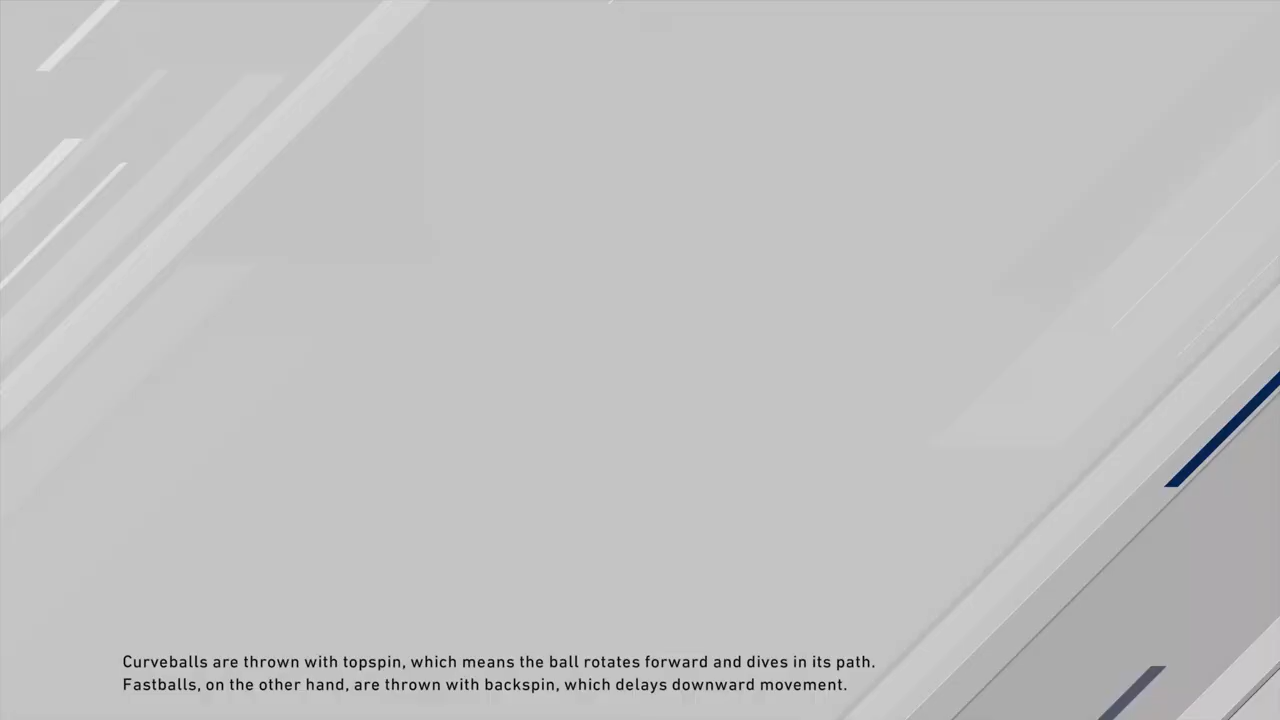 Curveballs are thrown with topspin, which means the ball rotates forward and dives in its path.
Fastballs, on the other hand, are thrown with backspin, which delays downward movement.